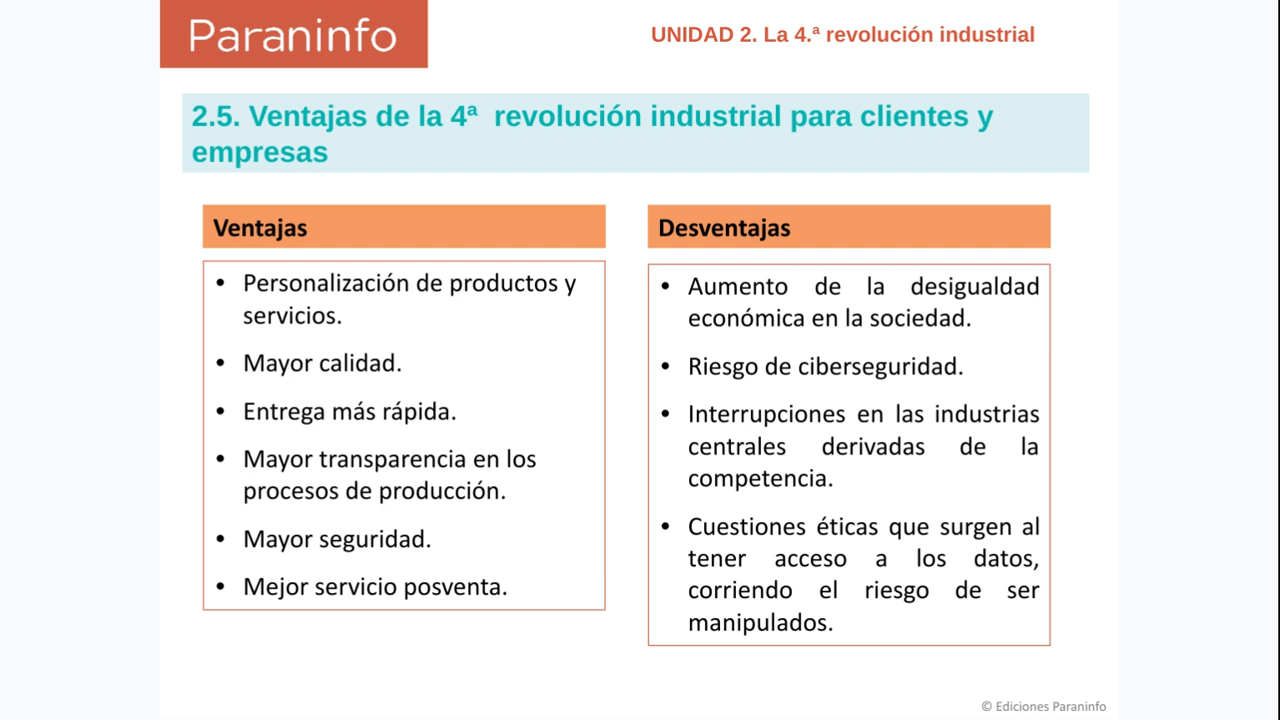 Paraninfo
UNIDAD 2. La 4.ª revolución industrial
2.5. Ventajas de la 4ª revolución industrial para clientes y
empresas
Ventajas
• Personalización de productos y
servicios.
• Mayor calidad.
• Entrega más rápida.
• Mayor transparencia en los
procesos de producción.
• Mayor seguridad.
• Mejor servicio posventa.
Desventajas
• Aumento de la desigualdad
económica en la sociedad.
• Riesgo de ciberseguridad.
• Interrupciones en las industrias
centrales derivadas de la
competencia.
• Cuestiones éticas que surgen al
tener acceso a los datos,
corriendo el riesgo de ser
manipulados.
© Ediciones Paraninfo